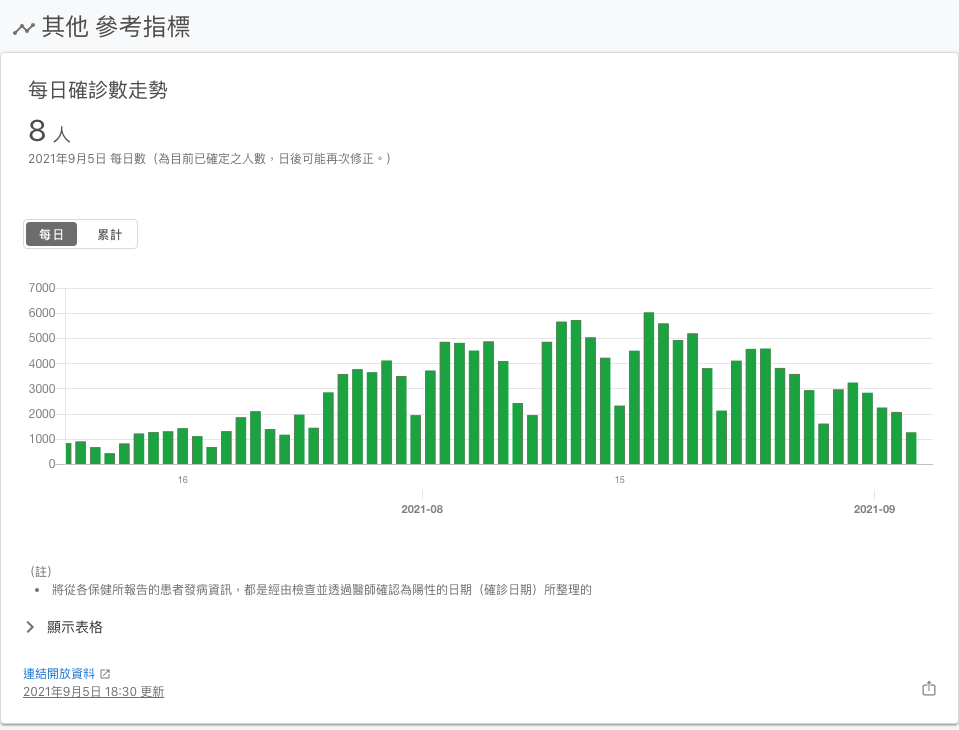 其他 參考指標
每日確診數走勢
8 人
2021年9月5日 每日數（為目前已確定之人數，日後可能再次修正。）
每日 累計
7000
6000
5000
4000
3000
2000
1000
0
16 15
2021-08 2021-09
（註）
• 將從各保健所報告的患者發病資訊，都是經由檢查並透過醫師確認為陽性的日期（確診日期）所整理的
顯示表格
連結開放資料
2021年9月5日 18:30 更新